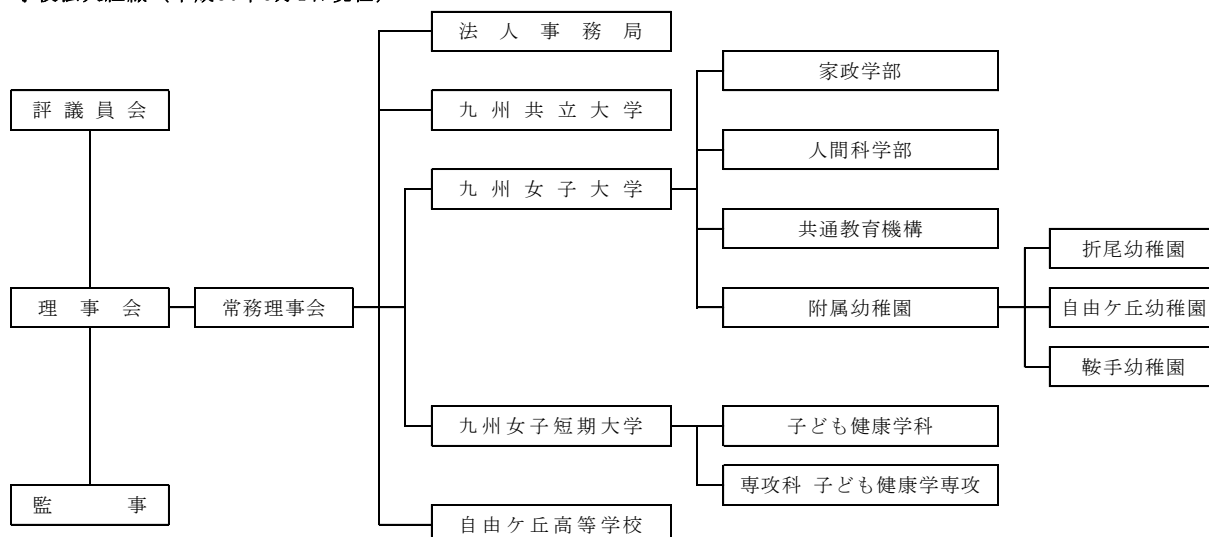 法人事務局
家政学部
評議員会
九州共立大学
人間科学部
九州女子大学
共通教育機構
折尾幼稚園
理事会
常務理事会
附属幼稚園
自由ケ丘幼稚園
鞍手幼稚園
九州女子短期大学
子ども健康学科
監事
専攻科 子ども健康学専攻
自由ケ丘高等学校